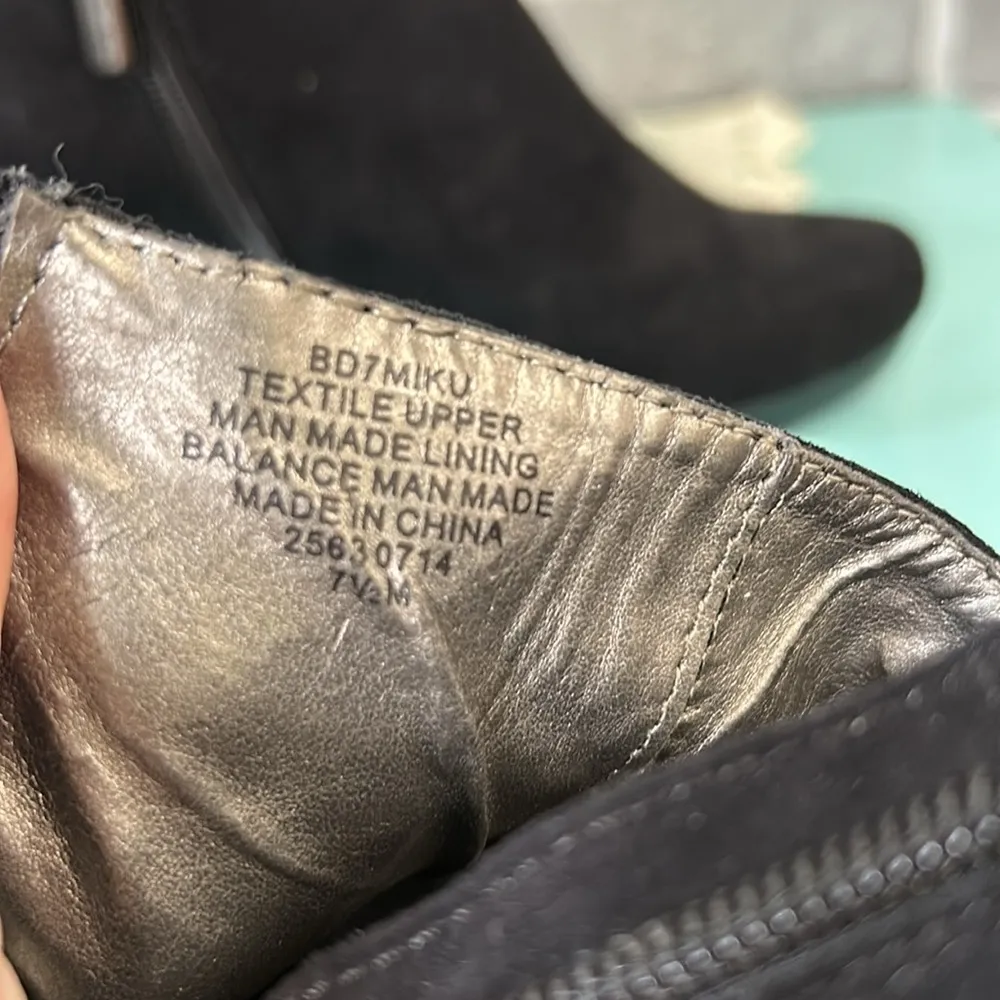 BD7MIKU
TEXTILE UPPER
MAN MADE LINING
BALANCE MAN MADE
MADE IN CHINA
25630714
7½M